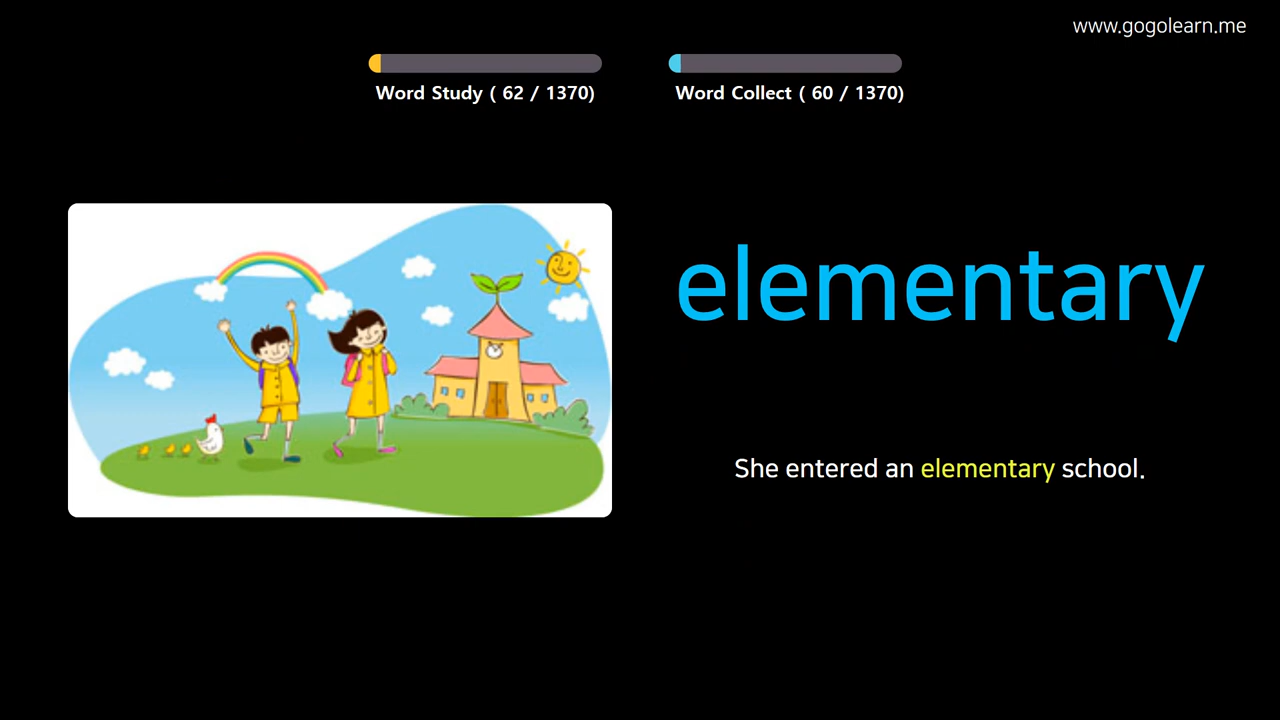 www.gogolearn.me
Word Study ( 62 / 1370)
Word Collect ( 60 / 1370)
elementary
She entered an elementary school.